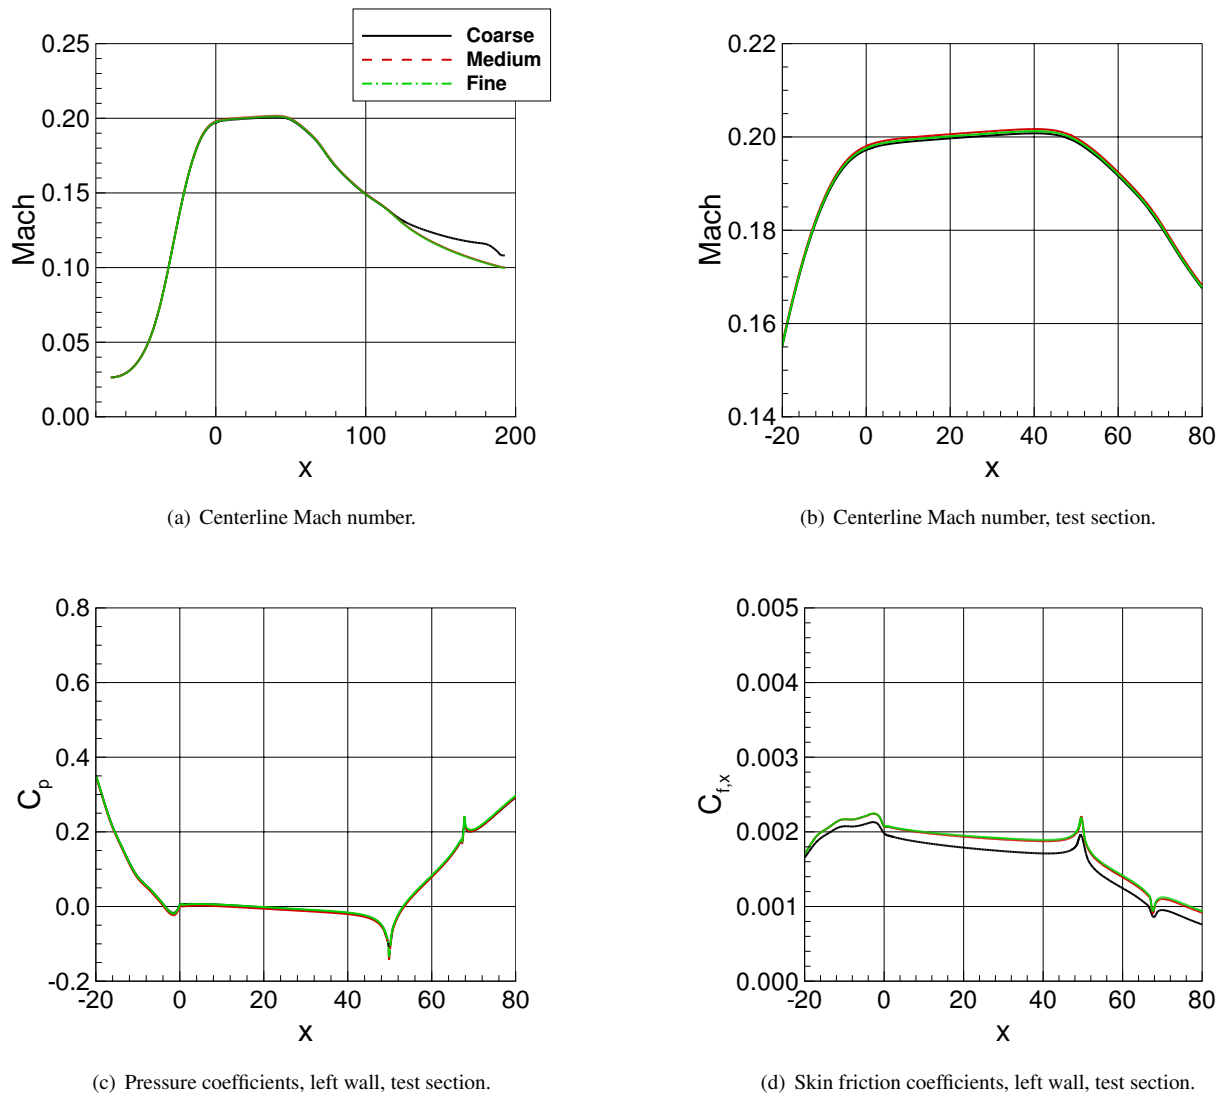 Coarse
Medium
Fine
0.25
0.20
0.15
0.10
0.05
0.00
Mach
0 100 200
x
(a) Centerline Mach number.
0.22
0.20
0.18
0.16
0.14
Mach
-20 0 20 40 60 80
x
(b) Centerline Mach number, test section.
0.8
0.6
0.4
0.2
0.0
-0.2
Cp
-20 0 20 40 60 80
x
(c) Pressure coefficients, left wall, test section.
0.005
0.004
0.003
0.002
0.001
0.000
Cf,x
-20 0 20 40 60 80
x
(d) Skin friction coefficients, left wall, test section.